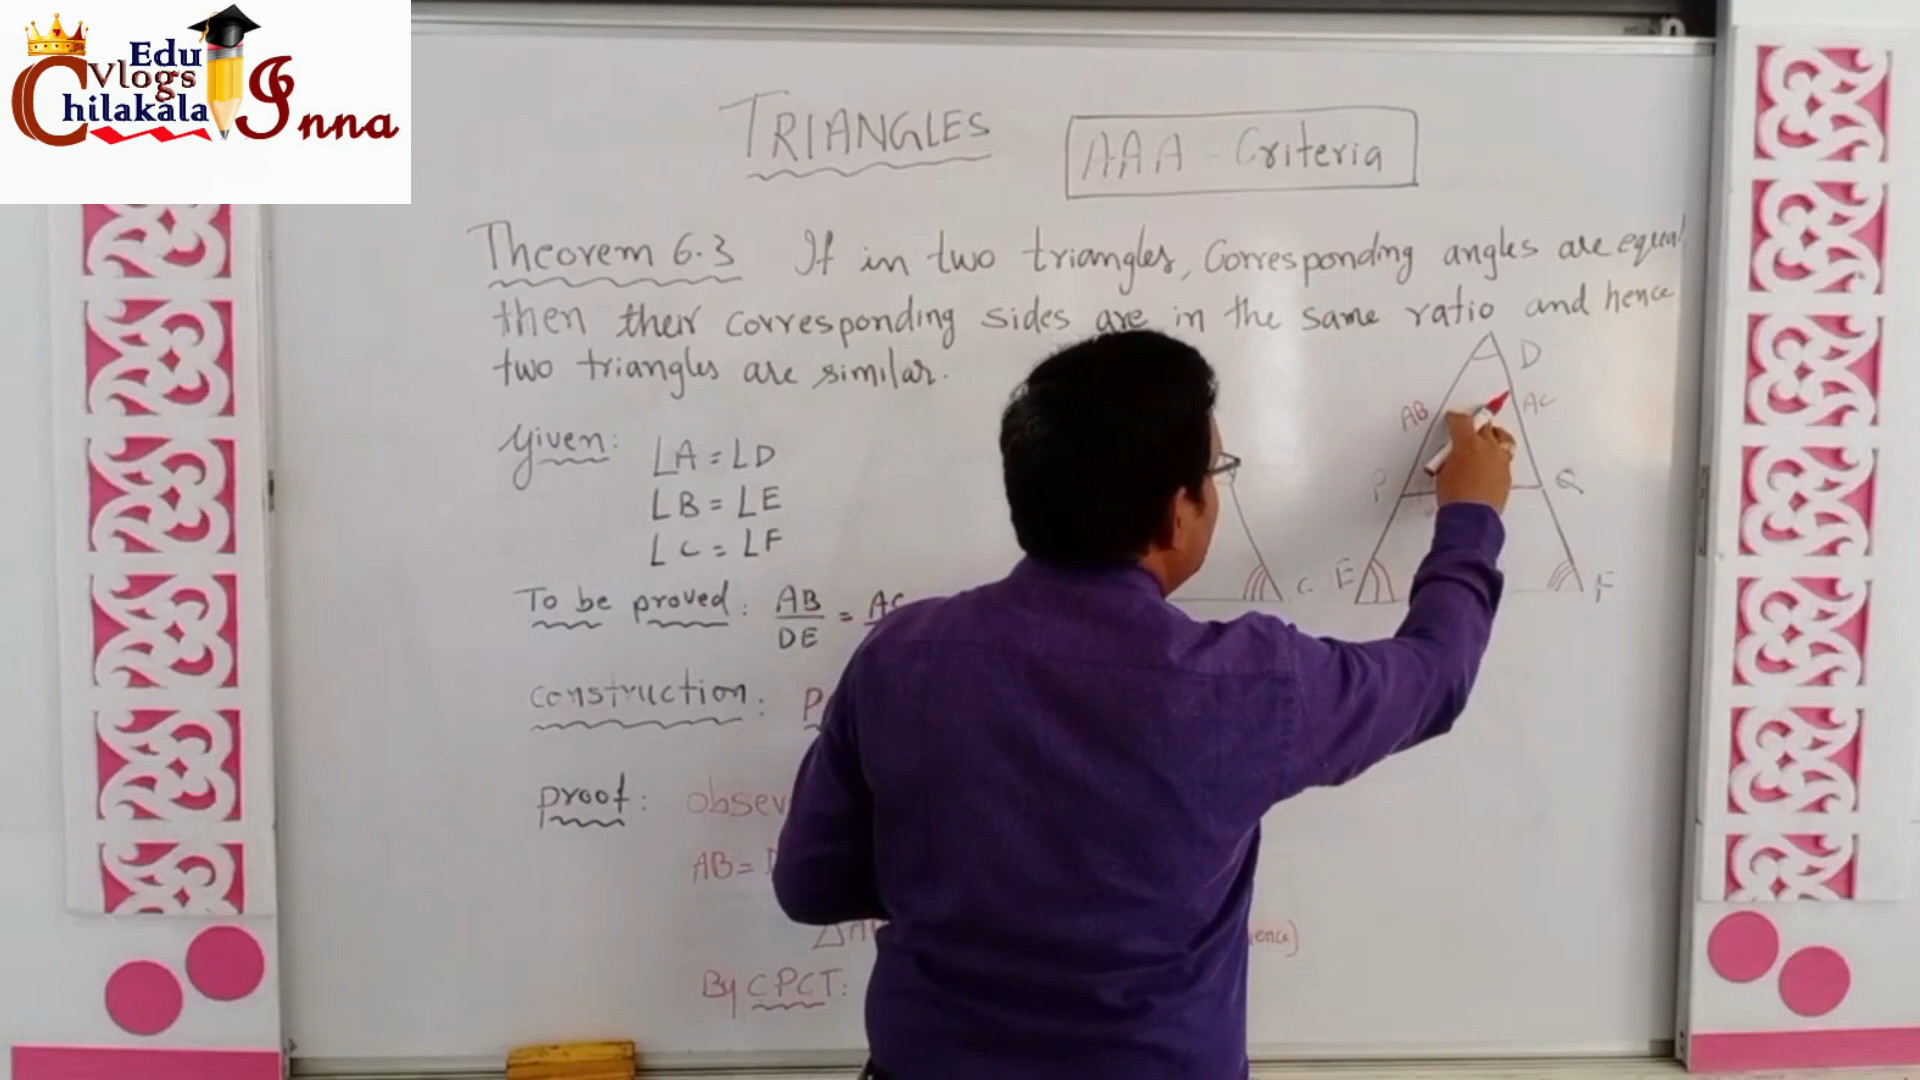 Edu
Vlogs
Chilakala
Inna
TRIANGLES
AAA - Criteria
Theorem 6.3 If in two triangles, Corresponding angles are equal
then their corresponding sides are in the same ratio and hence
two triangles are similar.
Given: ∠A = ∠D
∠B = ∠E
∠C = ∠F
To be proved: AB/DE = AC
Construction:
Proof:
AB =
By CPCT:
D
AB
AC
P
Q
C
E
F